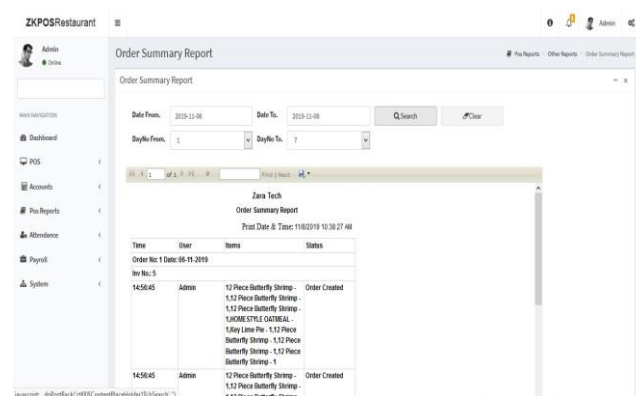 ZKPOSRestaurant
Admin
Admin
Online
Order Summary Report
Pos Reports
Other Reports
Order Summary Report
Order Summary Report
MAIN NAVIGATION
Dashboard
POS
Accounts
Pos Reports
Attendance
Payroll
System
Date From. 2019-11-06 Date To. 2019-11-08 Search Clear
DayNo From. 1 DayNo To. 7
1 of 1 Find | Next
Zara Tech
Order Summary Report
Print Date & Time: 11/8/2019 10:38:27 AM
Time User Items Status
Order No: 1 Date: 06-11-2019
Inv No.: 5
14:56:45 Admin 12 Piece Butterfly Shrimp - Order Created
1,12 Piece Butterfly Shrimp -
1,12 Piece Butterfly Shrimp -
1,HOMESTYLE OATMEAL -
1,Key Lime Pie - 1,12 Piece
Butterfly Shrimp - 1,12 Piece
Butterfly Shrimp - 1,12 Piece
Butterfly Shrimp - 1
14:56:45 Admin 12 Piece Butterfly Shrimp - Order Created
1,12 Piece Butterfly Shrimp -
1,12 Piece Butterfly Shrimp -